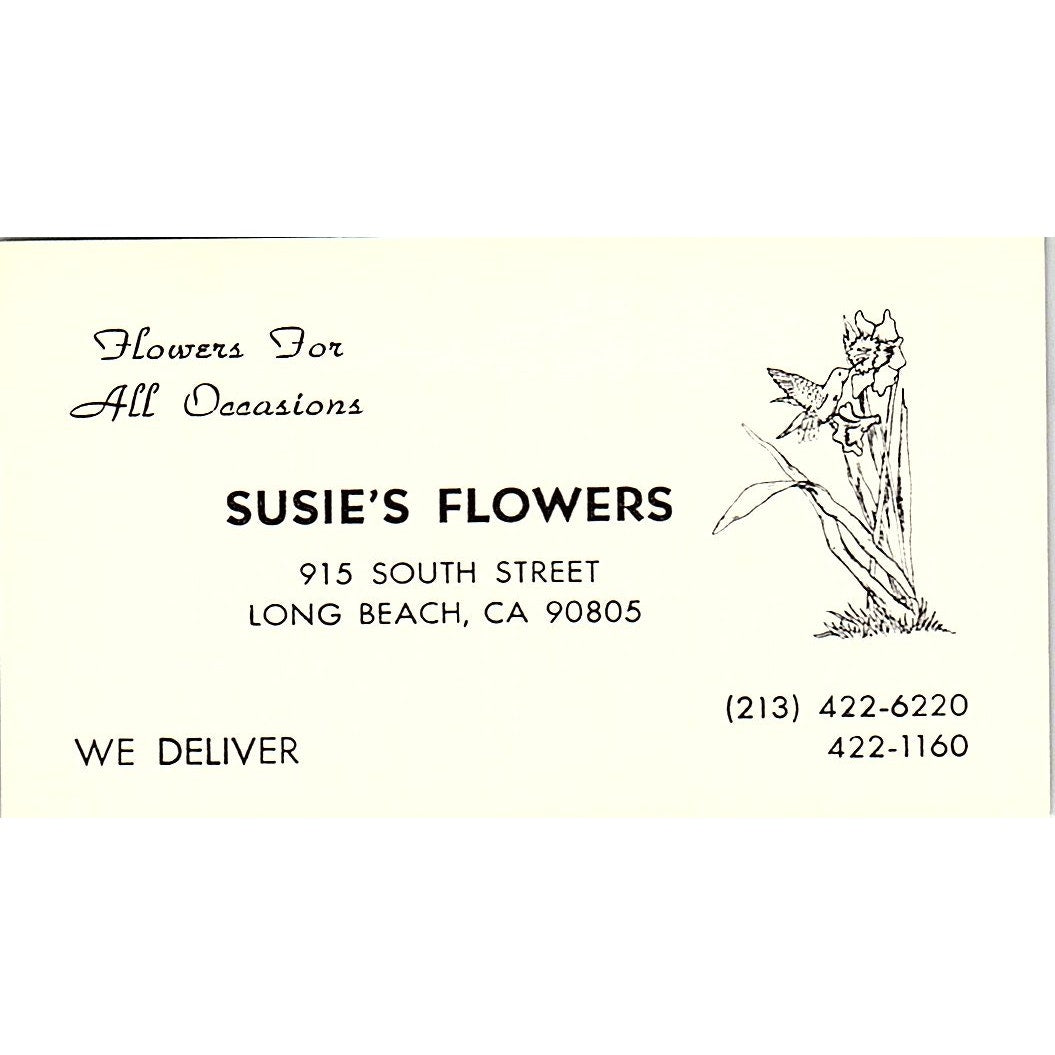 Flowers For
All Occasions
SUSIE'S FLOWERS
915 SOUTH STREET
LONG BEACH, CA 90805
WE DELIVER
(213) 422-6220
422-1160